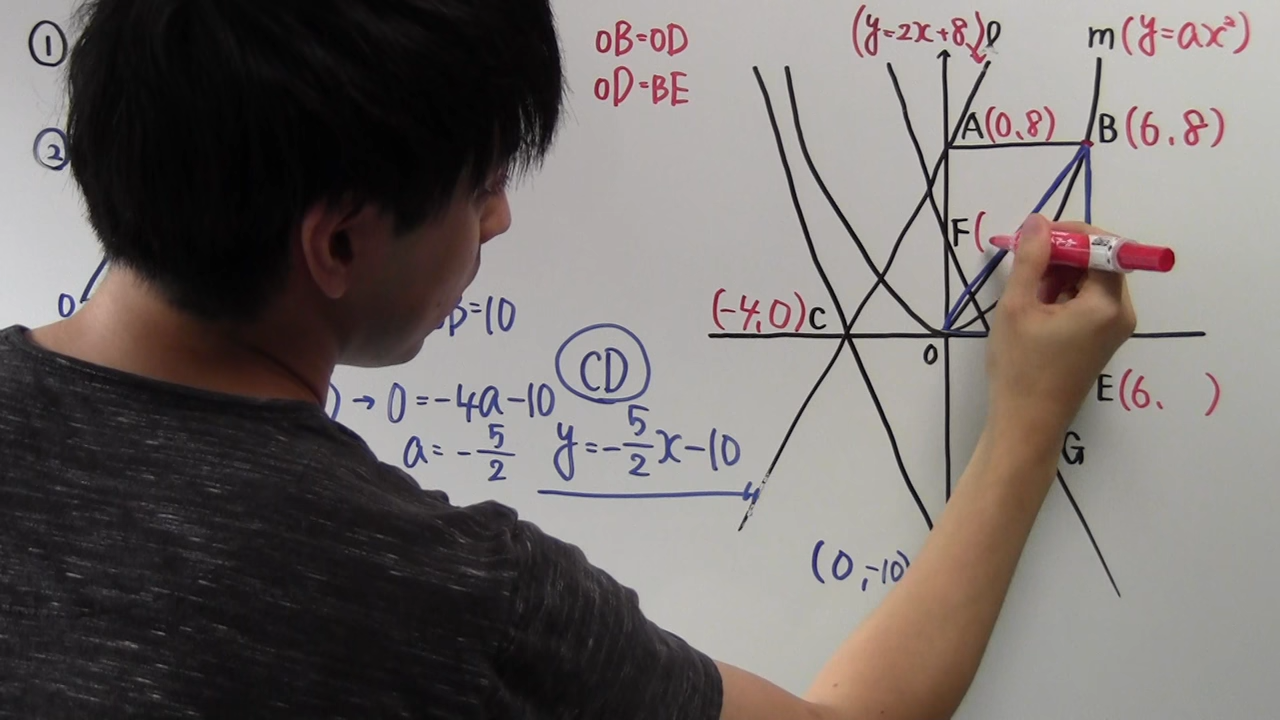 ①
②
OB=OD
OD=BE
(y=2x+8) l
m(y=ax²)
A(0,8)
B(6,8)
F(
(-4,0)C
O
E(6, )
G
(0,-10)
O
p=10
) → 0=-4a-10
a=-5/2
CD
y=-5/2x-10